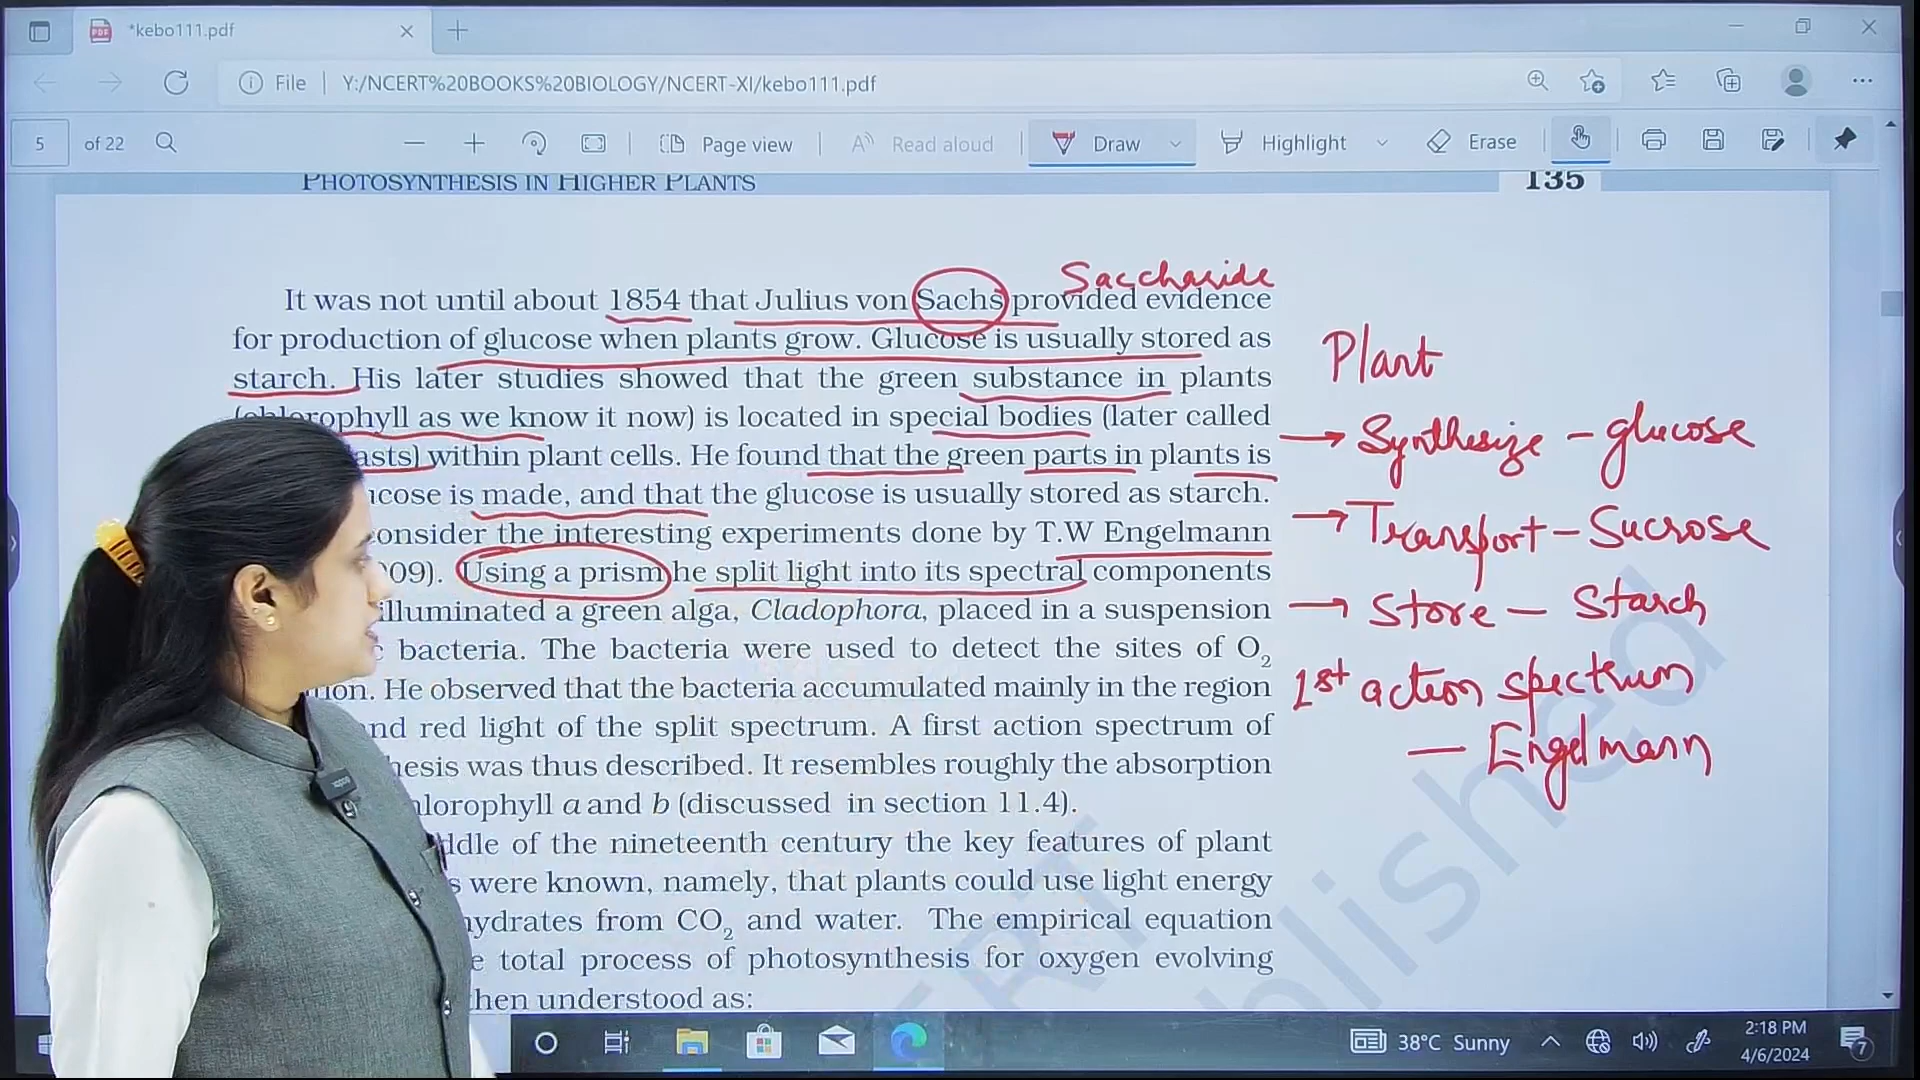 *kebo111.pdf
File Y:/NCERT%20BOOKS%20BIOLOGY/NCERT-XI/kebo111.pdf
5 of 22 Page view Read aloud Draw Highlight Erase
PHOTOSYNTHESIS IN HIGHER PLANTS 135
Saccharide
It was not until about 1854 that Julius von Sachs provided evidence
for production of glucose when plants grow. Glucose is usually stored as
starch. His later studies showed that the green substance in plants
(chlorophyll as we know it now) is located in special bodies (later called
asts) within plant cells. He found that the green parts in plants is
ucose is made, and that the glucose is usually stored as starch.
consider the interesting experiments done by T.W Engelmann
09). Using a prism he split light into its spectral components
illuminated a green alga, Cladophora, placed in a suspension
c bacteria. The bacteria were used to detect the sites of O2
tion. He observed that the bacteria accumulated mainly in the region
nd red light of the split spectrum. A first action spectrum of
hesis was thus described. It resembles roughly the absorption
hlorophyll a and b (discussed in section 11.4).
ddle of the nineteenth century the key features of plant
s were known, namely, that plants could use light energy
ydrates from CO2 and water. The empirical equation
e total process of photosynthesis for oxygen evolving
hen understood as:
Plant
→ Synthesize – glucose
→ Transport – Sucrose
→ Store – Starch
1st action spectrum
— Engelmann
38°C Sunny
2:18 PM
4/6/2024
7